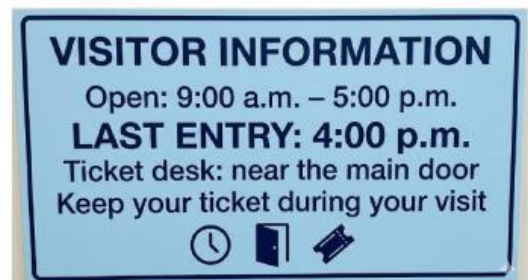 VISITOR INFORMATION
Open: 9:00 a.m. – 5:00 p.m.
LAST ENTRY: 4:00 p.m.
Ticket desk: near the main door
Keep your ticket during your visit